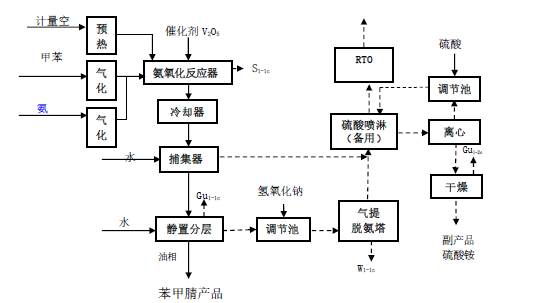 计量空
预热
催化剂 V₂O₅
甲苯
气化
氨氧化反应器
S₁₋₁c
RTO
硫酸
调节池
氨
气化
冷却器
硫酸喷淋（备用）
离心
水
捕集器
Gu₁₋₂c
干燥
Gu₁₋₁c
氢氧化钠
水
静置分层
调节池
气提脱氨塔
副产品硫酸铵
油相
W₁₋₁c
苯甲腈产品